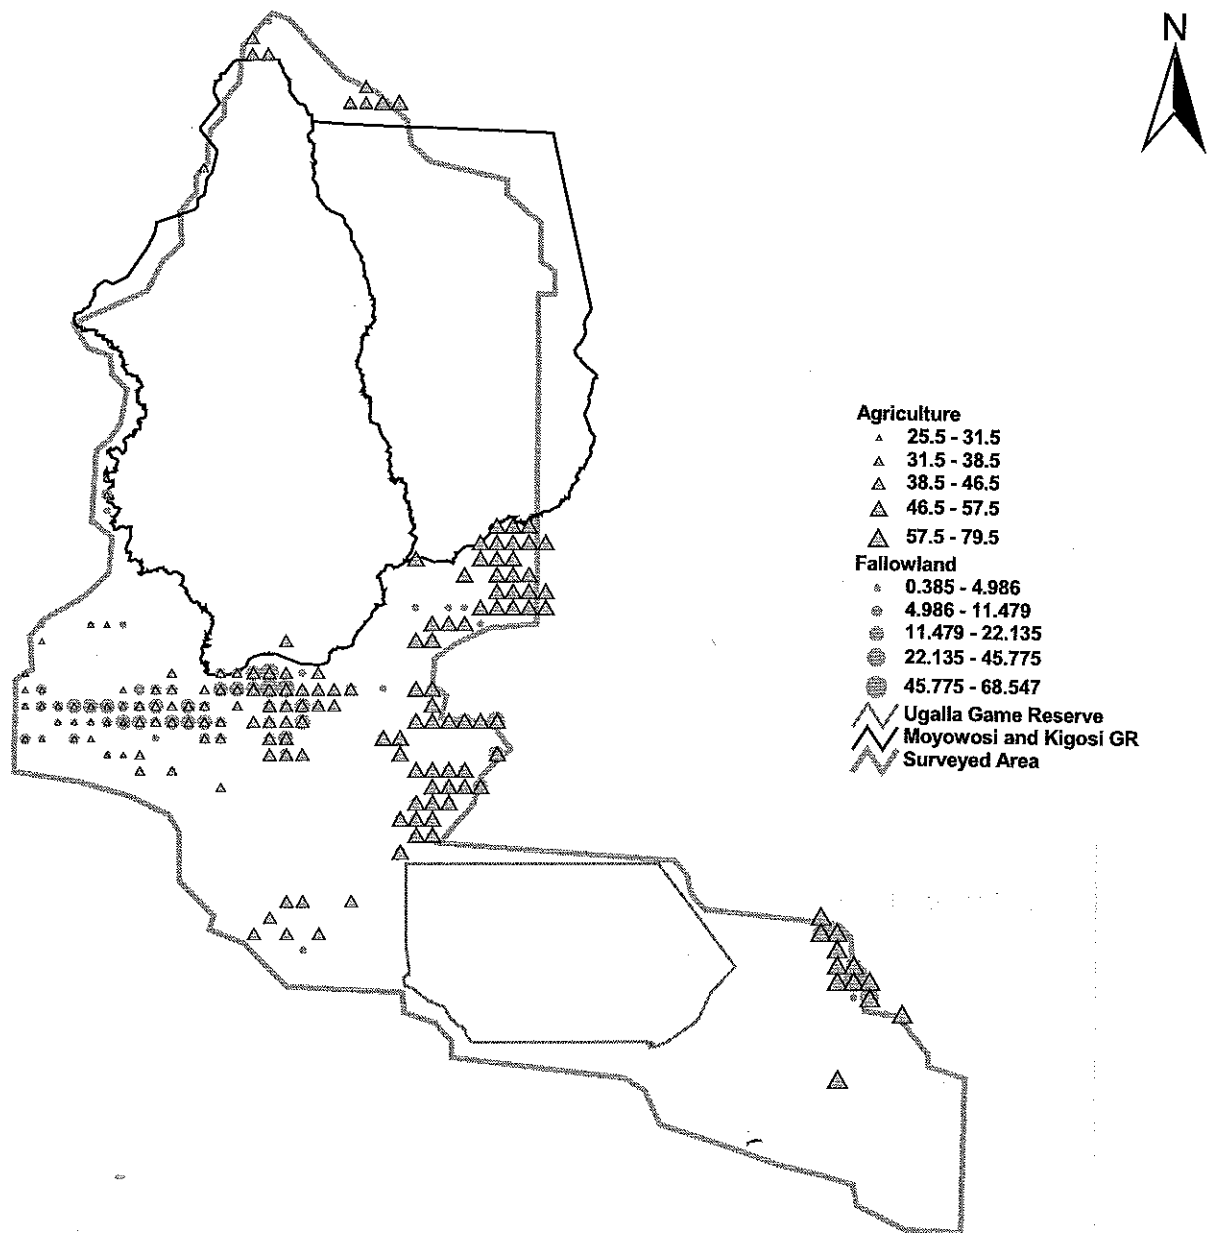 N
Agriculture
25.5 - 31.5
31.5 - 38.5
38.5 - 46.5
46.5 - 57.5
57.5 - 79.5
Fallowland
0.385 - 4.986
4.986 - 11.479
11.479 - 22.135
22.135 - 45.775
45.775 - 68.547
Ugalla Game Reserve
Moyowosi and Kigosi GR
Surveyed Area